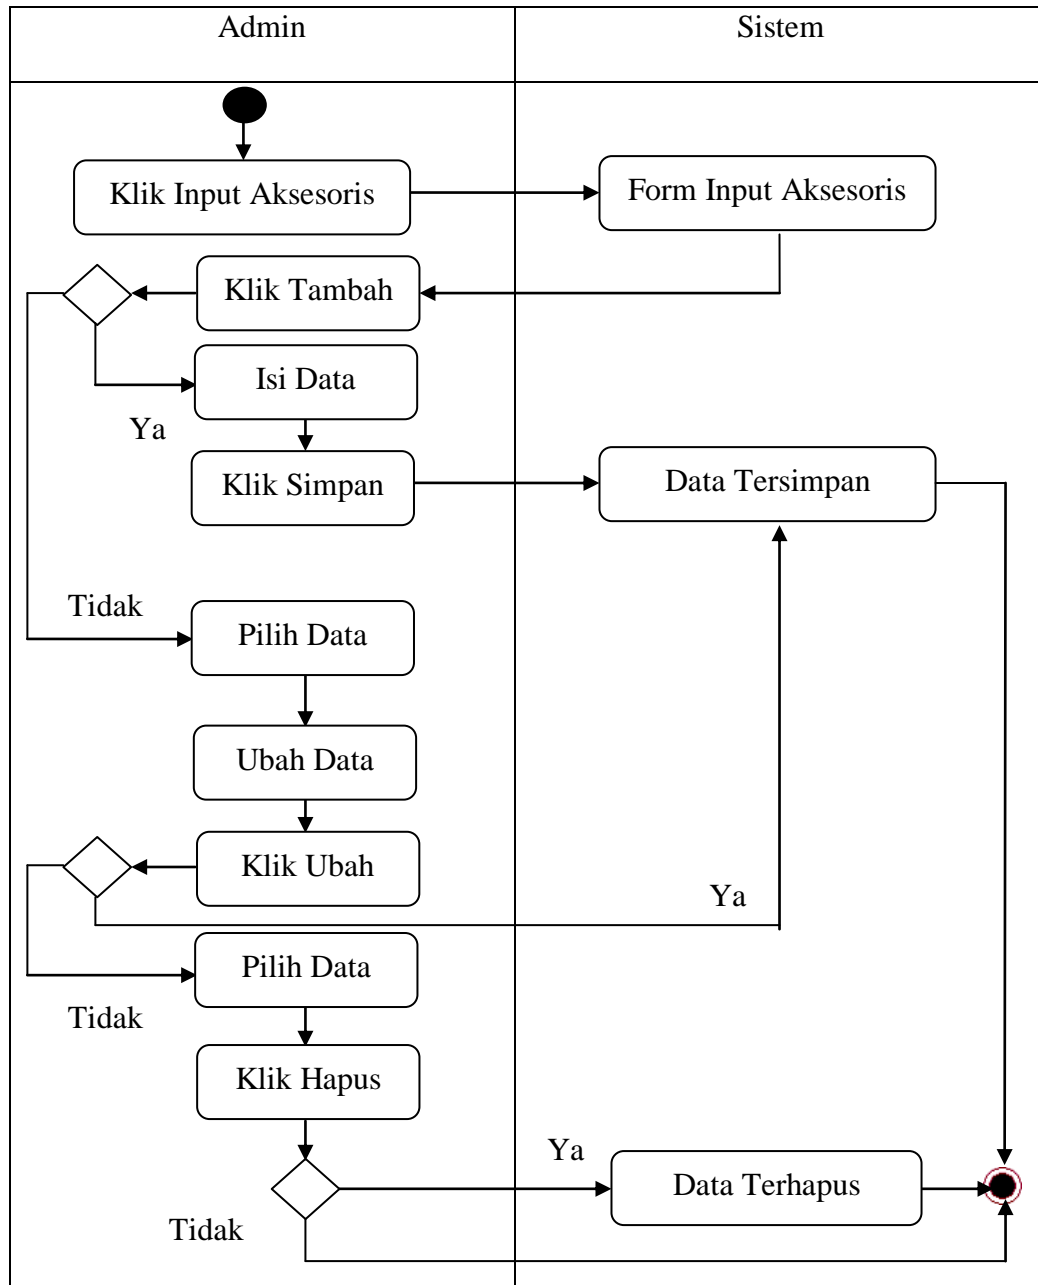 Admin
Sistem
Klik Input Aksesoris
Form Input Aksesoris
Klik Tambah
Isi Data
Ya
Klik Simpan
Data Tersimpan
Tidak
Pilih Data
Ubah Data
Klik Ubah
Ya
Pilih Data
Tidak
Klik Hapus
Ya
Data Terhapus
Tidak